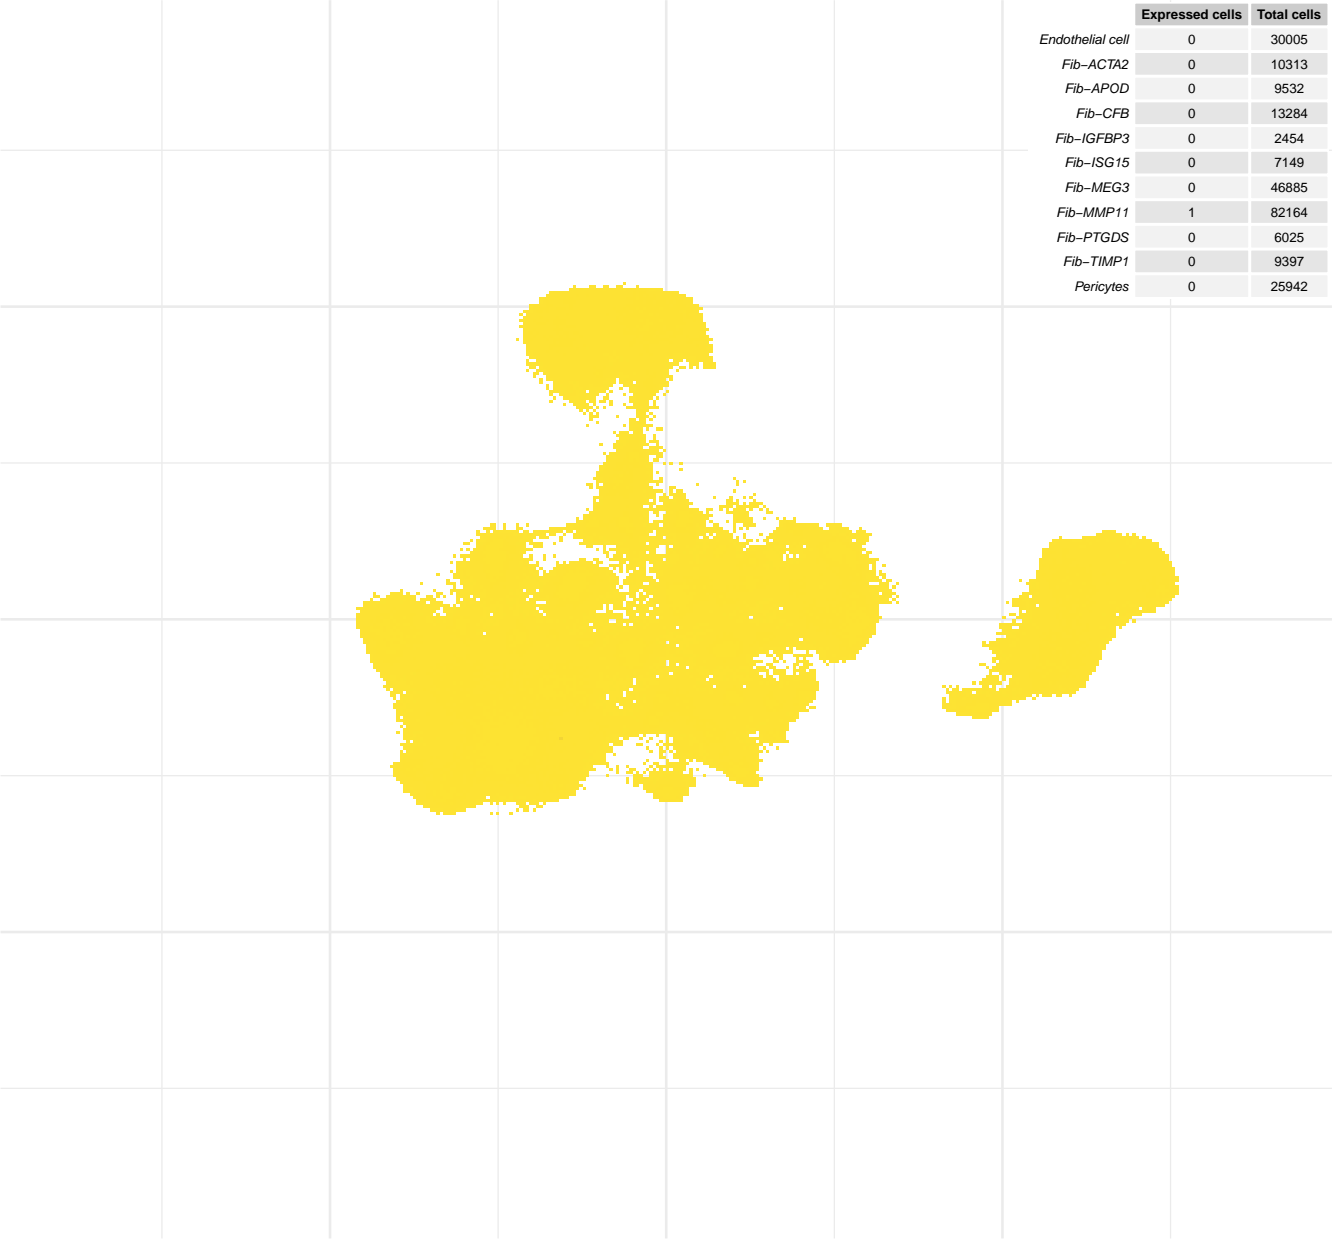 Expressed cells Total cells
Endothelial cell 0 30005
Fib−ACTA2 0 10313
Fib−APOD 0 9532
Fib−CFB 0 13284
Fib−IGFBP3 0 2454
Fib−ISG15 0 7149
Fib−MEG3 0 46885
Fib−MMP11 1 82164
Fib−PTGDS 0 6025
Fib−TIMP1 0 9397
Pericytes 0 25942